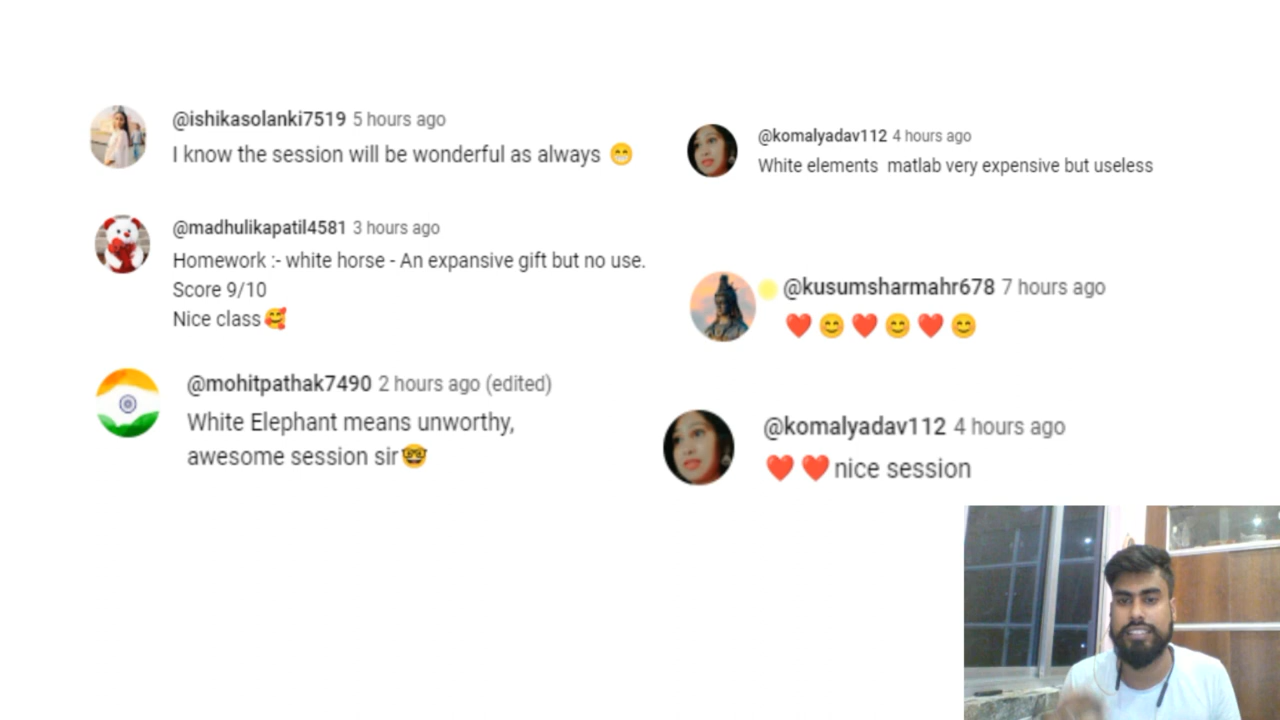 @ishikasolanki7519 5 hours ago
I know the session will be wonderful as always 😁
@madhulikapatil4581 3 hours ago
Homework :- white horse - An expansive gift but no use.
Score 9/10
Nice class🥰
@mohitpathak7490 2 hours ago (edited)
White Elephant means unworthy,
awesome session sir🤓
@komalyadav112 4 hours ago
White elements matlab very expensive but useless
@kusumsharmahr678 7 hours ago
❤️😊❤️😊❤️😊
@komalyadav112 4 hours ago
❤️❤️nice session